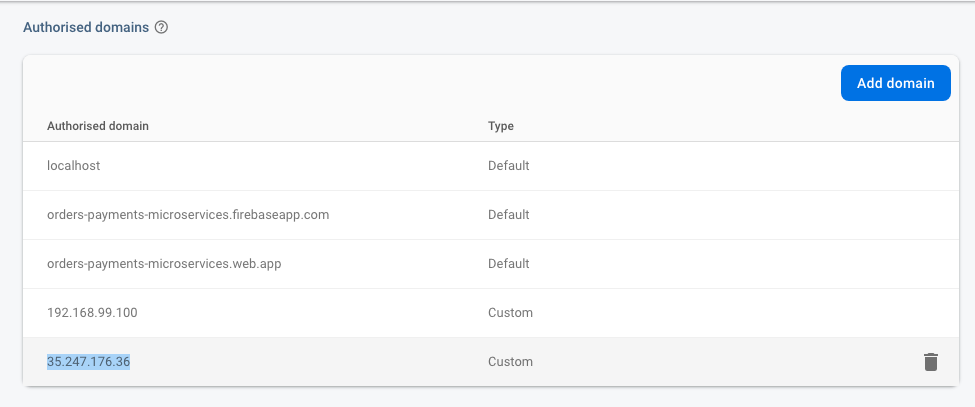 Authorised domains
Add domain
Authorised domain Type
localhost Default
orders-payments-microservices.firebaseapp.com Default
orders-payments-microservices.web.app Default
192.168.99.100 Custom
35.247.176.36 Custom